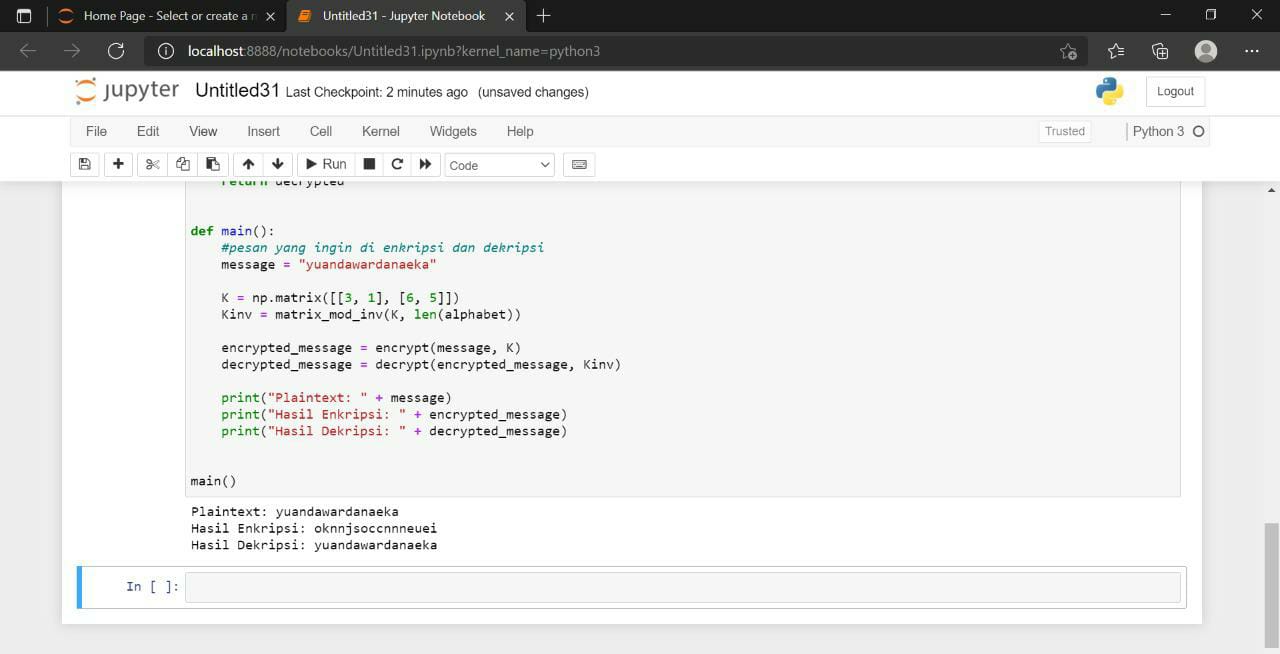 Home Page - Select or create a n
Untitled31 - Jupyter Notebook
localhost:8888/notebooks/Untitled31.ipynb?kernel_name=python3
jupyter Untitled31 Last Checkpoint: 2 minutes ago (unsaved changes)
Logout
File Edit View Insert Cell Kernel Widgets Help
Trusted
Python 3
Run
Code
return decrypted
def main():
#pesan yang ingin di enkripsi dan dekripsi
message = "yuandawardanaeka"
K = np.matrix([[3, 1], [6, 5]])
Kinv = matrix_mod_inv(K, len(alphabet))
encrypted_message = encrypt(message, K)
decrypted_message = decrypt(encrypted_message, Kinv)
print("Plaintext: " + message)
print("Hasil Enkripsi: " + encrypted_message)
print("Hasil Dekripsi: " + decrypted_message)
main()
Plaintext: yuandawardanaeka
Hasil Enkripsi: oknnjsoccnnneuei
Hasil Dekripsi: yuandawardanaeka
In [ ]: